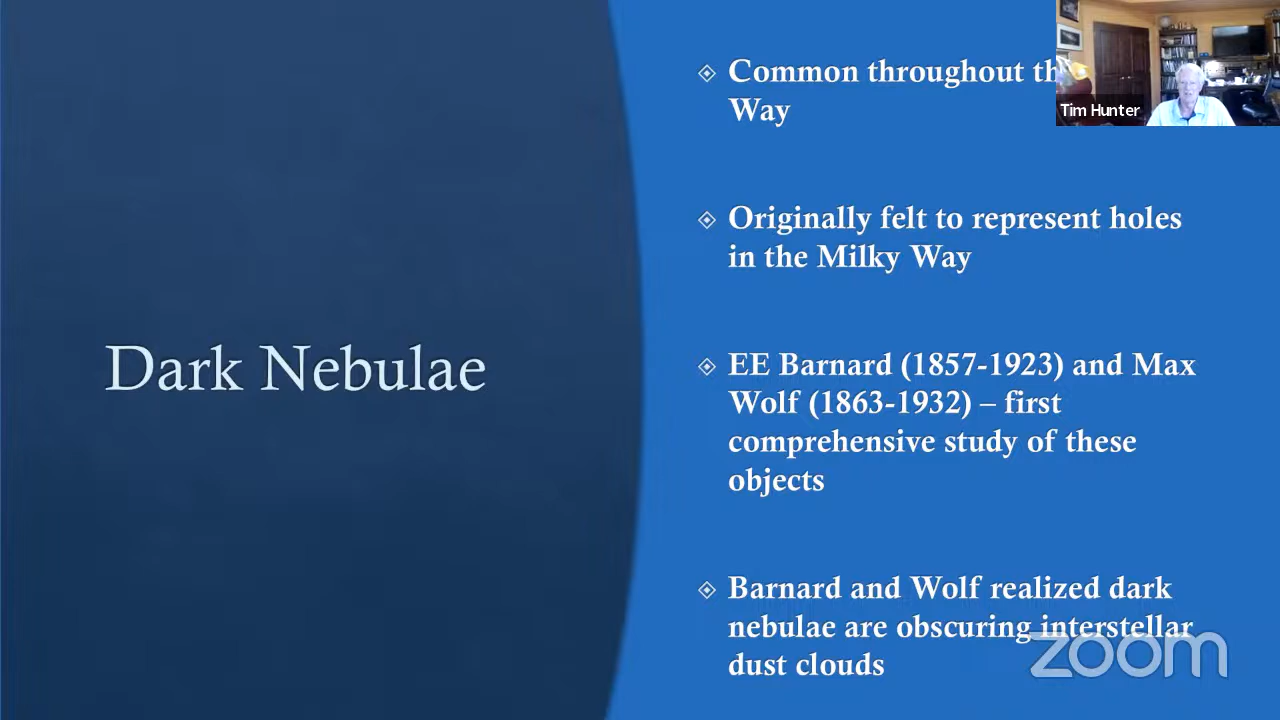 Dark Nebulae
Common throughout th
Way
Originally felt to represent holes
in the Milky Way
EE Barnard (1857-1923) and Max
Wolf (1863-1932) – first
comprehensive study of these
objects
Barnard and Wolf realized dark
nebulae are obscuring interstellar
dust clouds
Tim Hunter
zoom